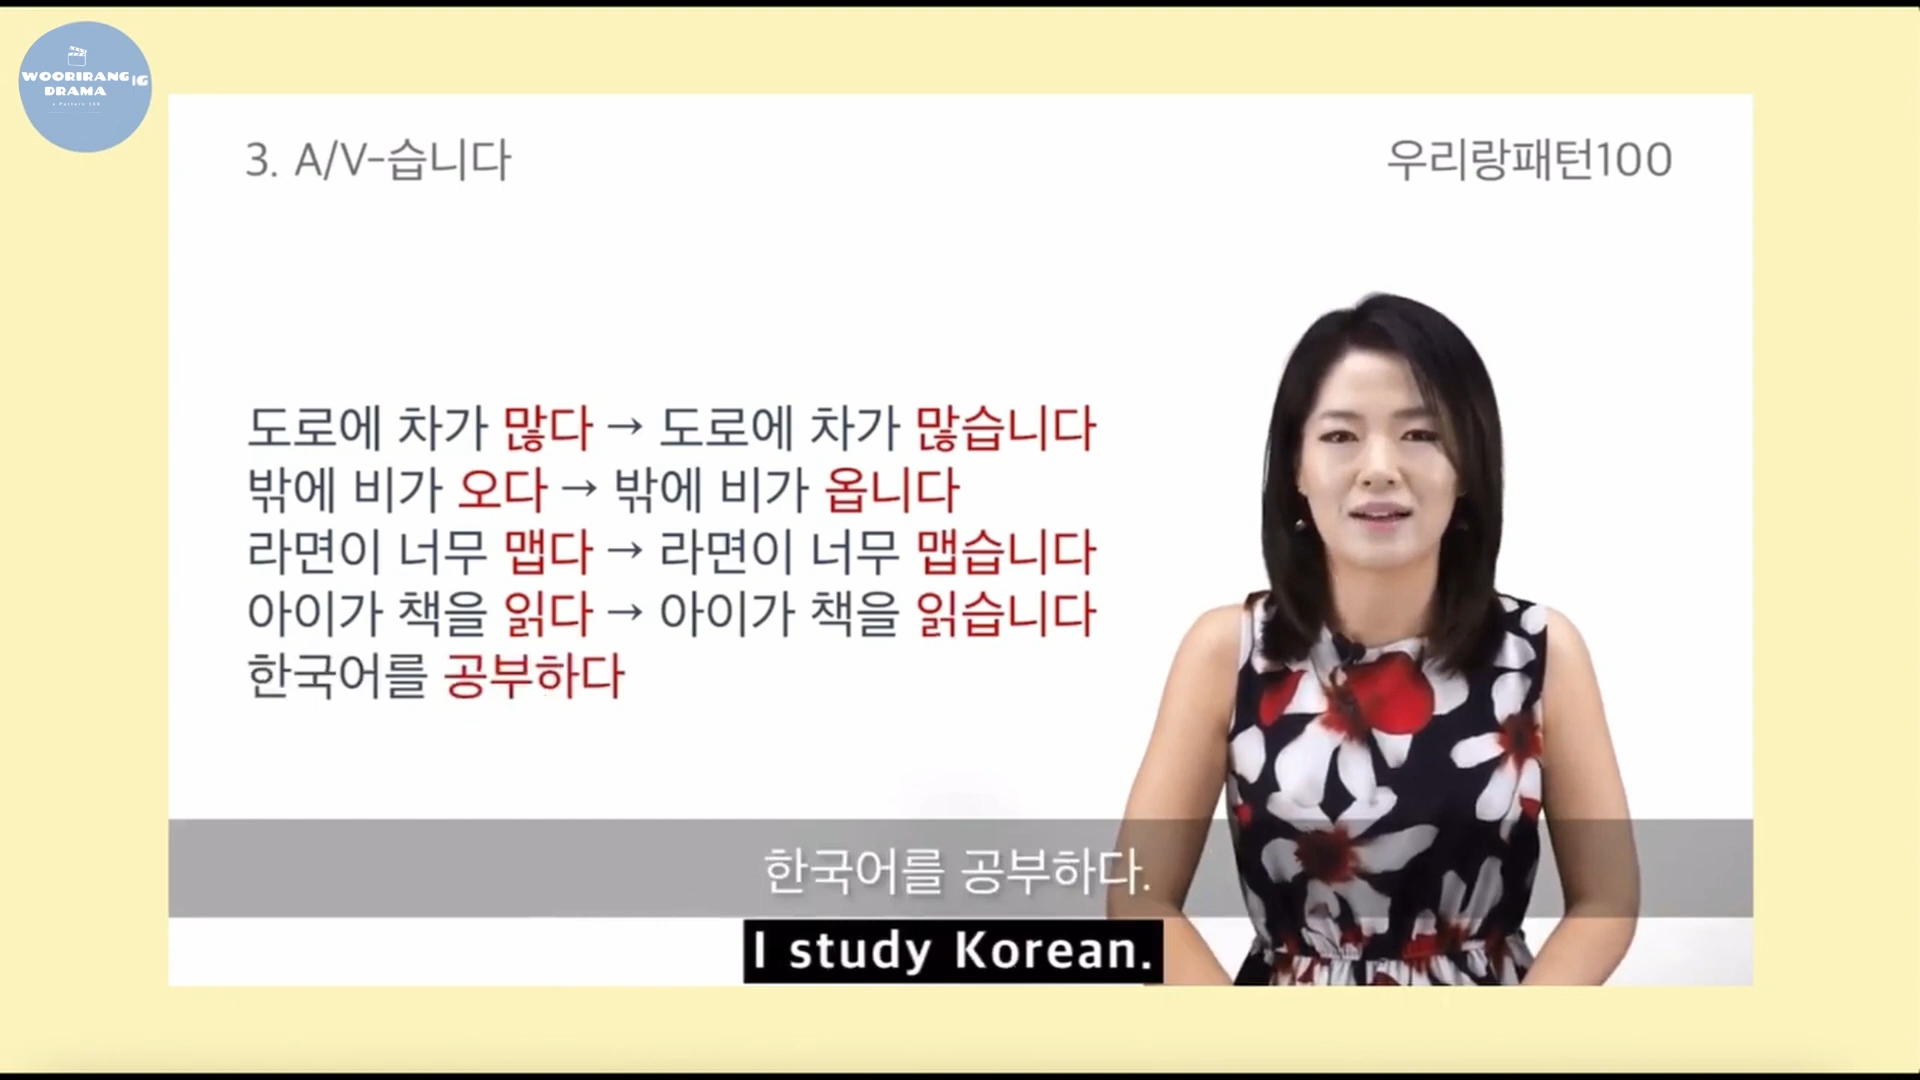 WOORIRANG IG
DRAMA
3. A/V-습니다
우리랑패턴100
도로에 차가 많다 → 도로에 차가 많습니다
밖에 비가 오다 → 밖에 비가 옵니다
라면이 너무 맵다 → 라면이 너무 맵습니다
아이가 책을 읽다 → 아이가 책을 읽습니다
한국어를 공부하다
한국어를 공부하다.
I study Korean.